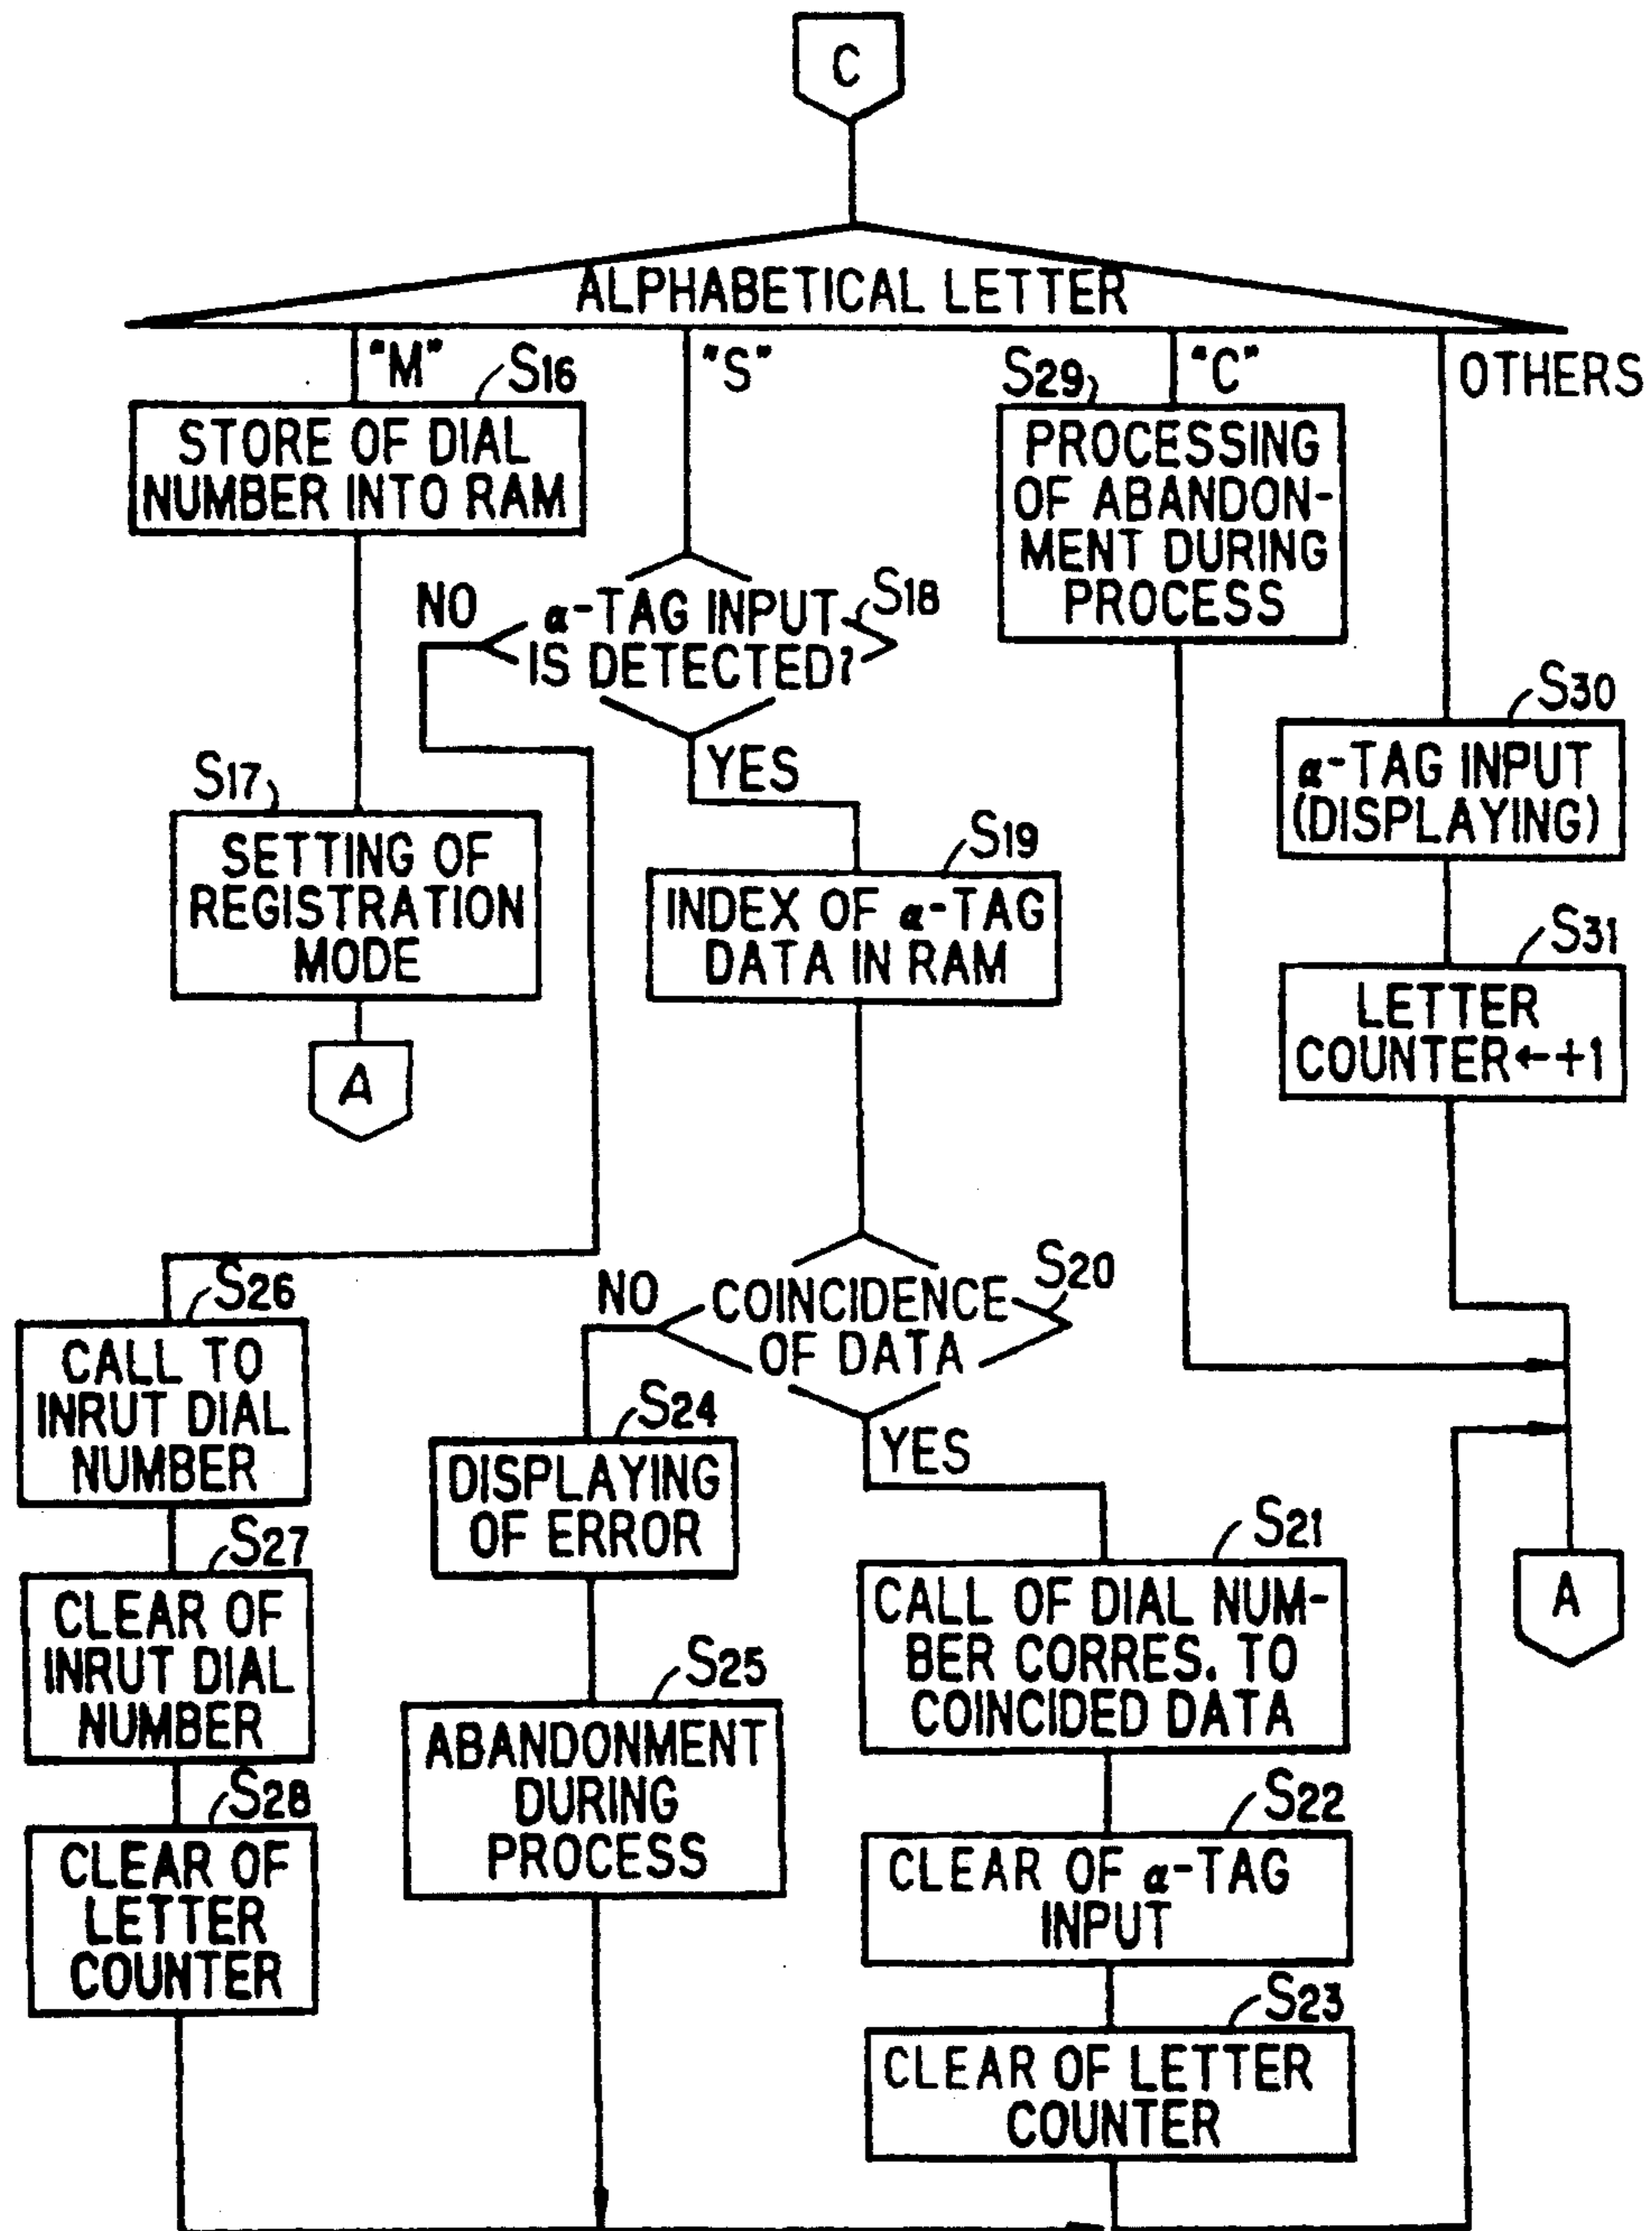 C
ALPHABETICAL LETTER
"M"
S16
STORE OF DIAL
NUMBER INTO RAM
S17
SETTING OF
REGISTRATION
MODE
A
"S"
α-TAG INPUT
IS DETECTED?
S18
NO
YES
S19
INDEX OF α-TAG
DATA IN RAM
COINCIDENCE
OF DATA
S20
NO
YES
S26
CALL TO
INRUT DIAL
NUMBER
S27
CLEAR OF
INRUT DIAL
NUMBER
S28
CLEAR OF
LETTER
COUNTER
S24
DISPLAYING
OF ERROR
S25
ABANDONMENT
DURING
PROCESS
S21
CALL OF DIAL NUM-
BER CORRES. TO
COINCIDED DATA
S22
CLEAR OF α-TAG
INPUT
S23
CLEAR OF LETTER
COUNTER
"C"
S29
PROCESSING
OF ABANDON-
MENT DURING
PROCESS
OTHERS
S30
α-TAG INPUT
(DISPLAYING)
S31
LETTER
COUNTER←+1
A